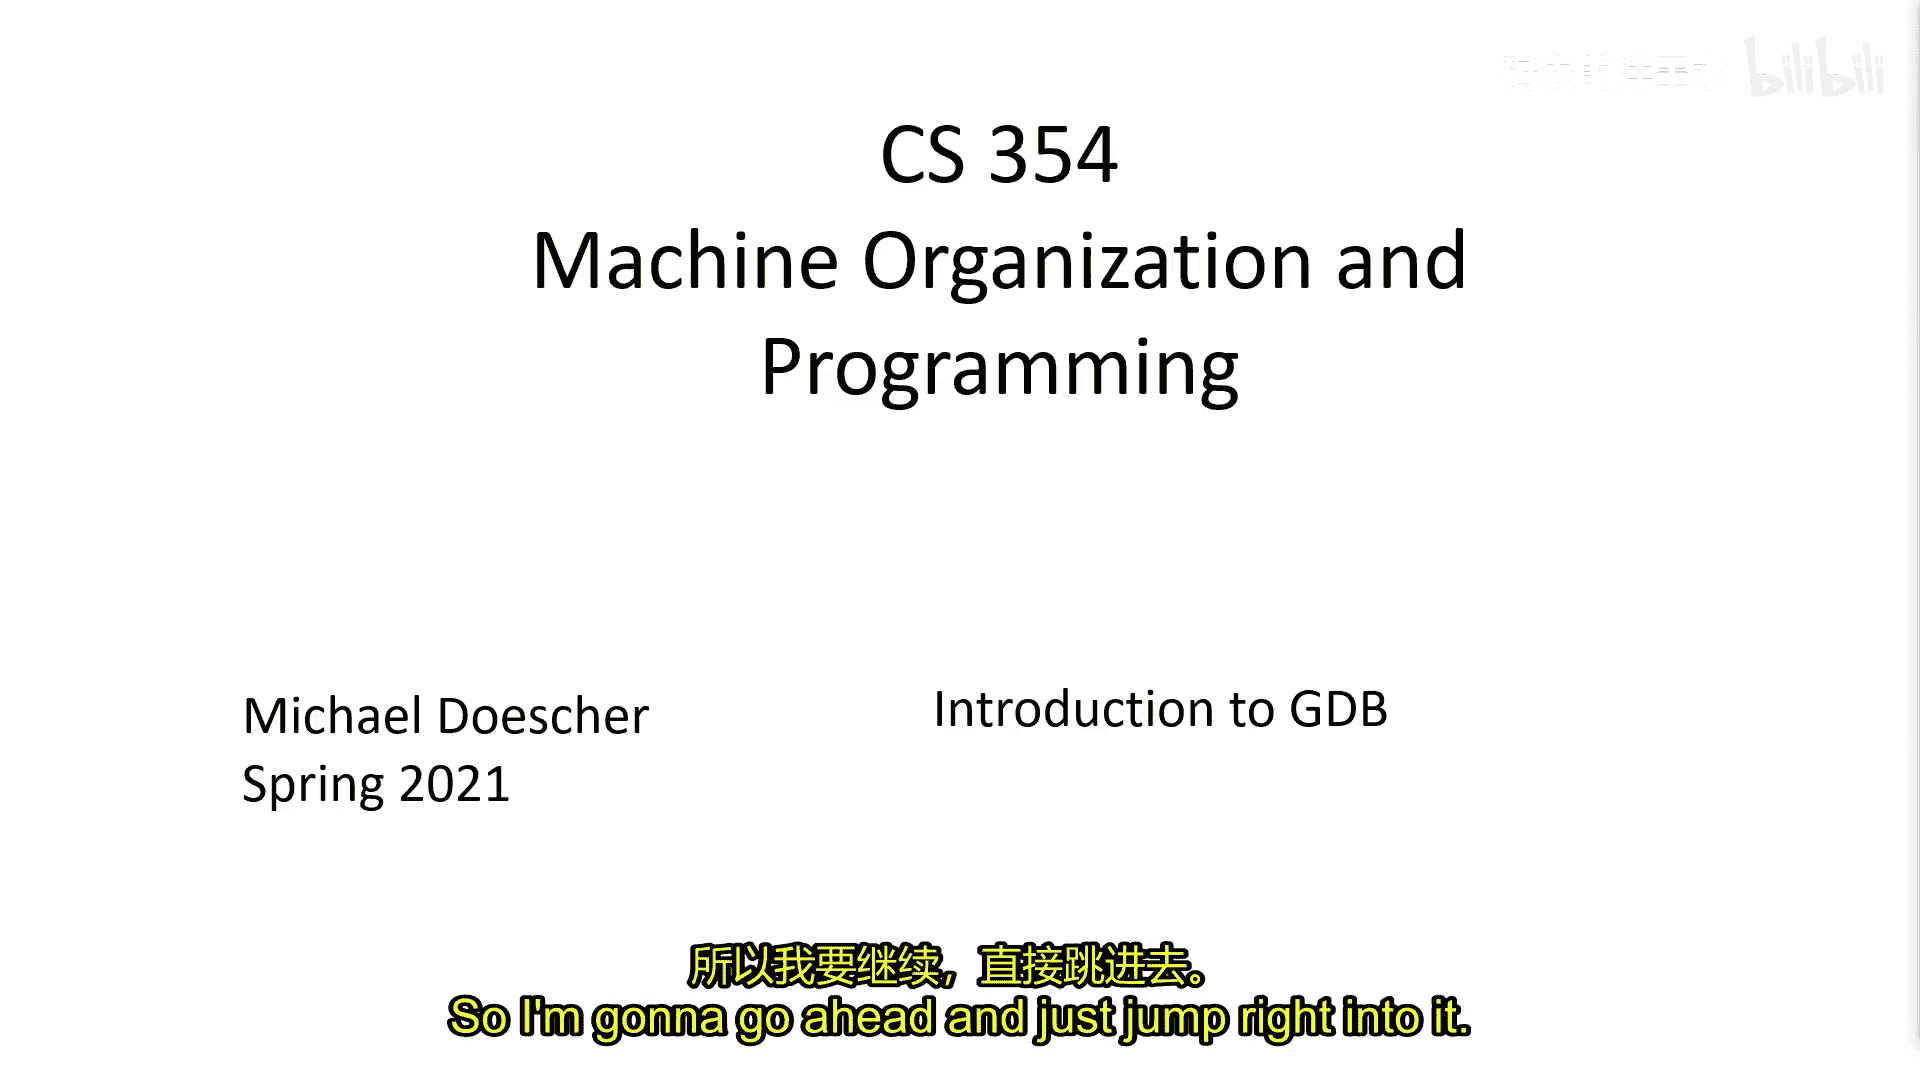 bilibili
CS 354
Machine Organization and
Programming
Michael Doescher
Spring 2021
Introduction to GDB
所以我要继续，直接跳进去。
So I'm gonna go ahead and just jump right into it.